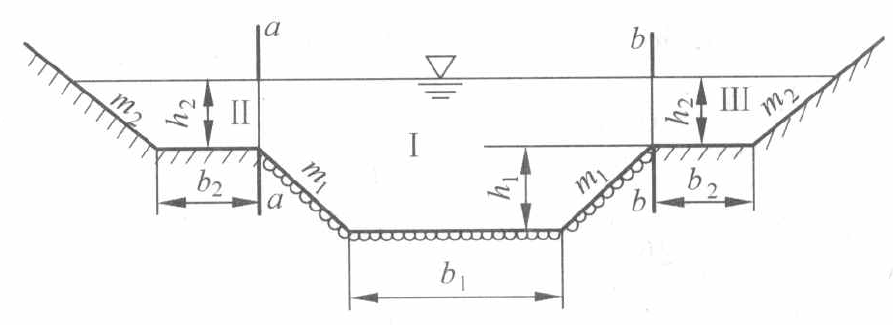 a b
m₂ h₂ II I h₂ III m₂
b₂ a m₁ h₁ m₁ b b₂
b₁